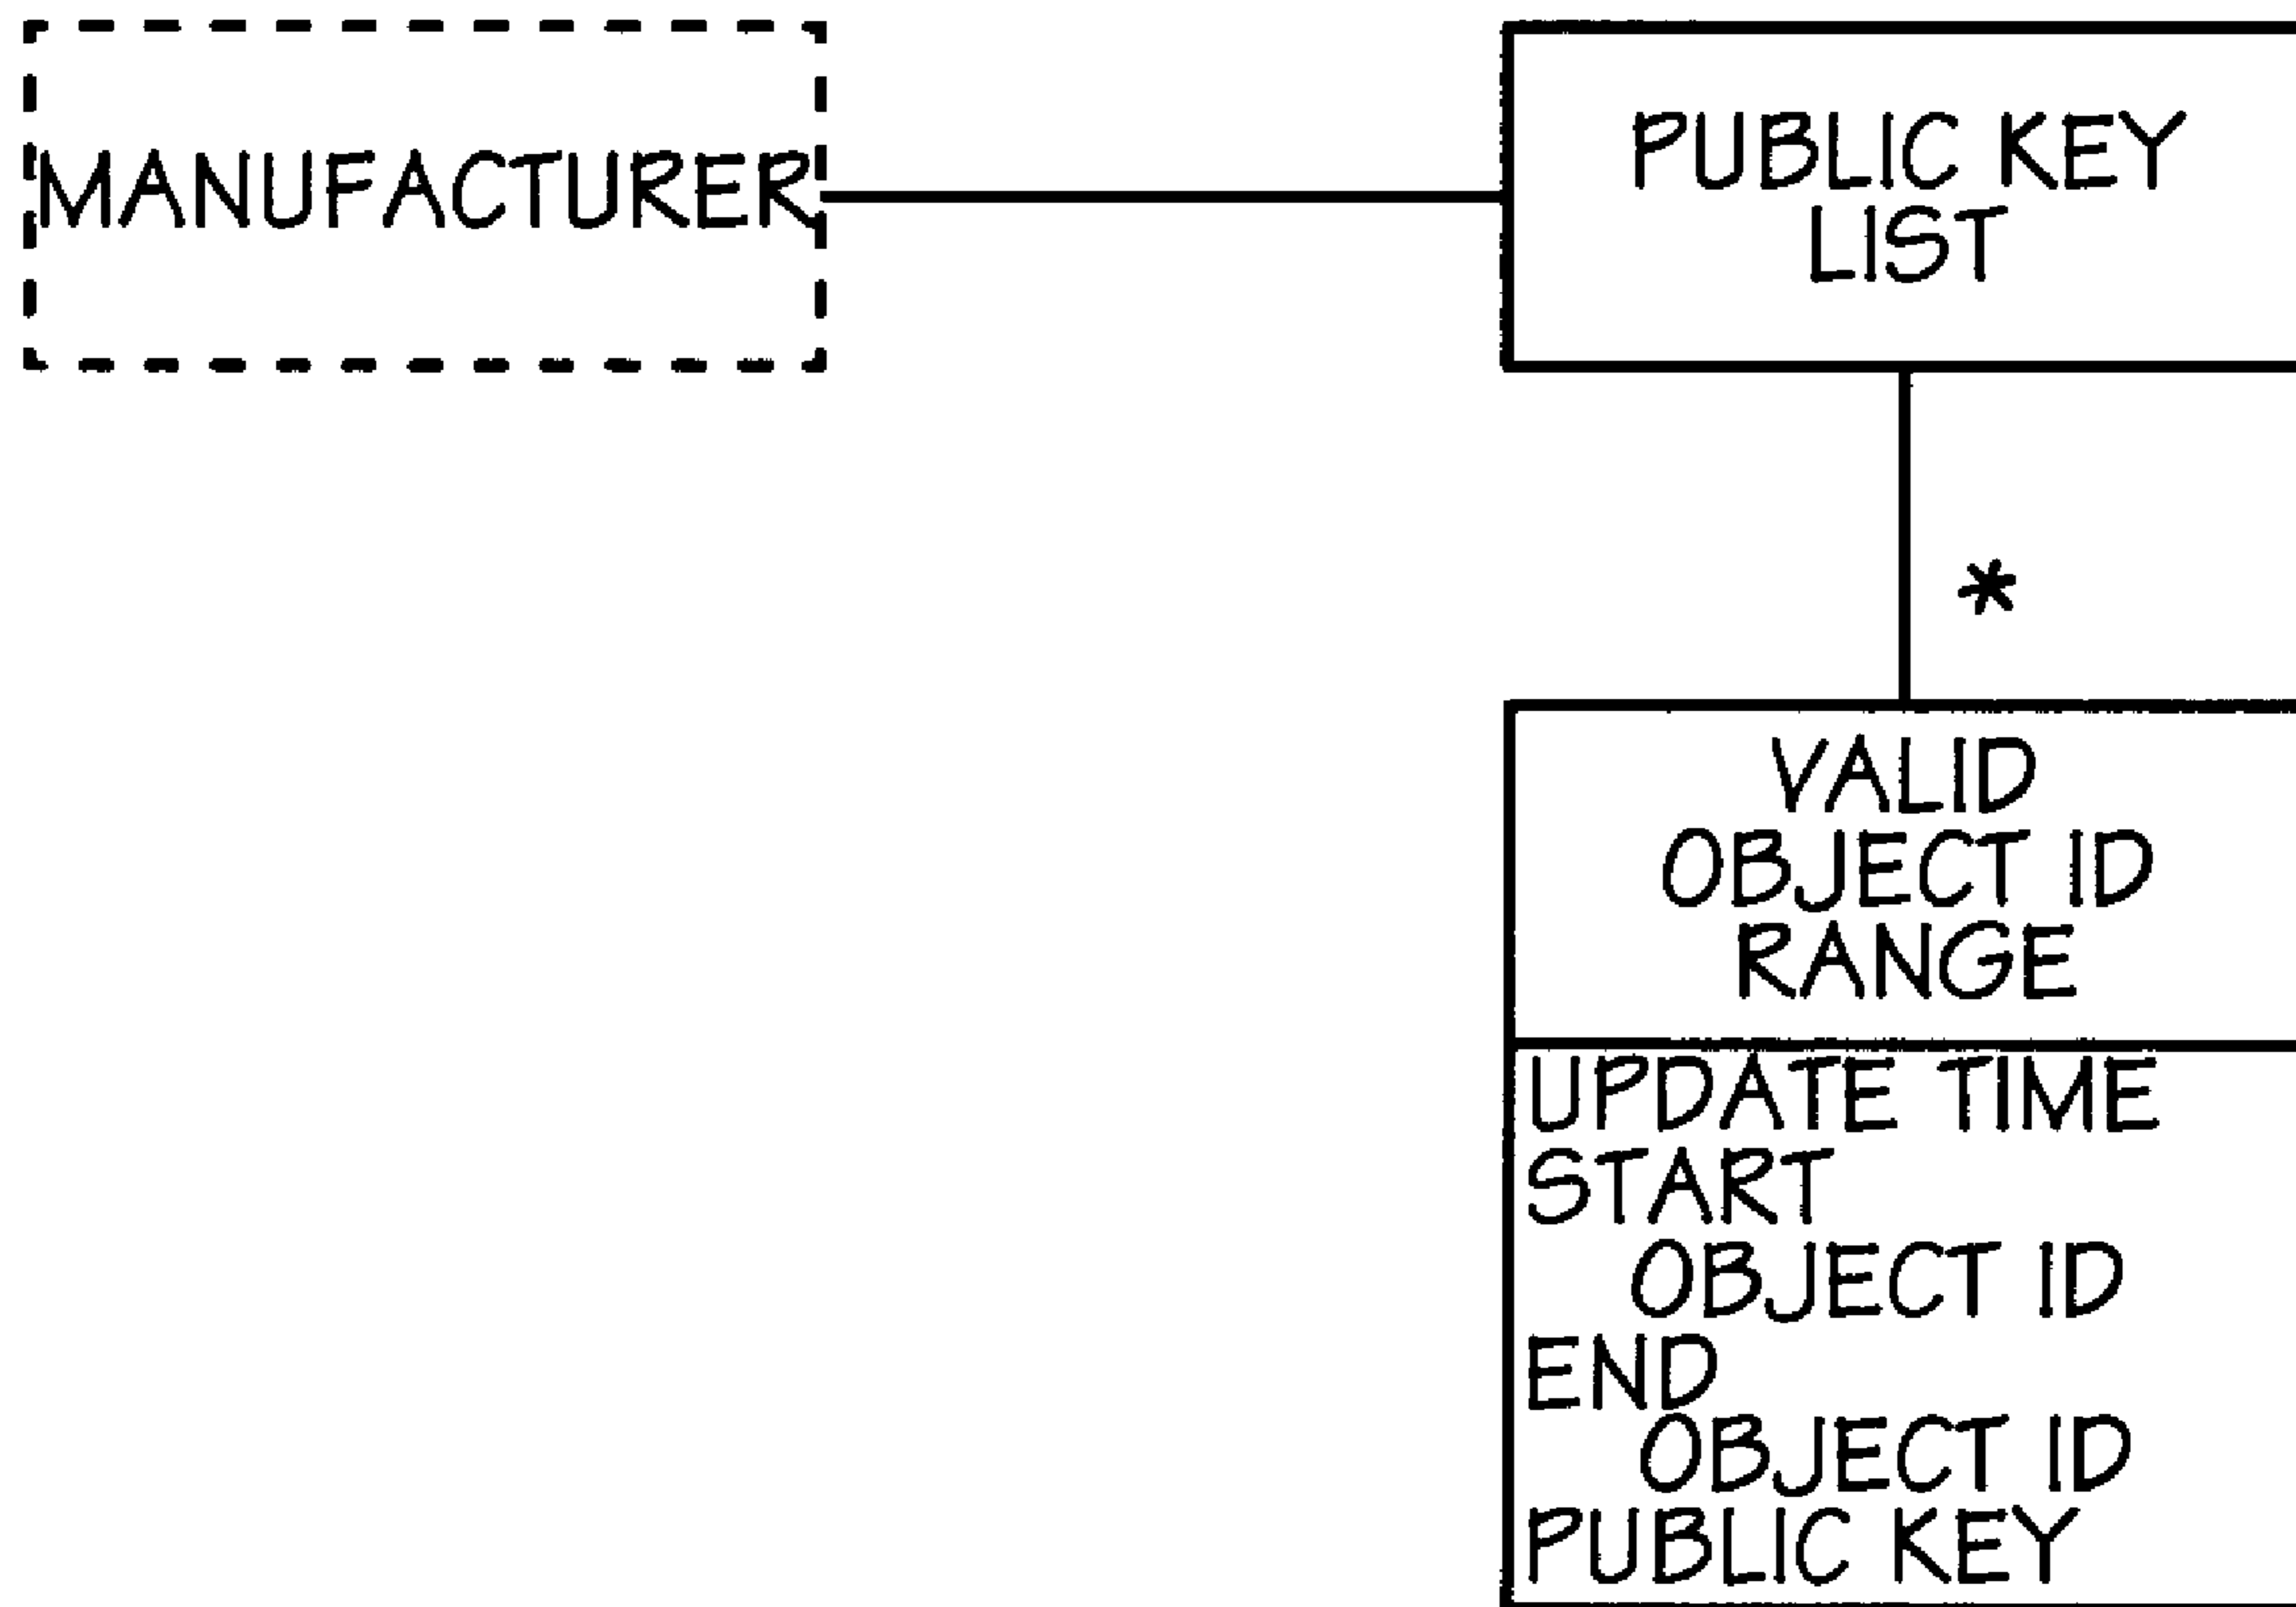 MANUFACTURER
PUBLIC KEY
LIST
*
VALID
OBJECT ID
RANGE
UPDATE TIME
START
OBJECT ID
END
OBJECT ID
PUBLIC KEY